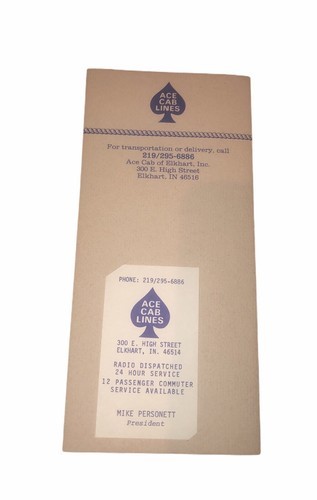 ACE
CAB
LINES
For transportation or delivery, call
219/295-6886
Ace Cab of Elkhart, Inc.
300 E. High Street
Elkhart, IN 46516
PHONE: 219/295-6886
ACE
CAB
LINES
300 E. HIGH STREET
ELKHART, IN. 46514
RADIO DISPATCHED
24 HOUR SERVICE
12 PASSENGER COMMUTER
SERVICE AVAILABLE
MIKE PERSONETT
President